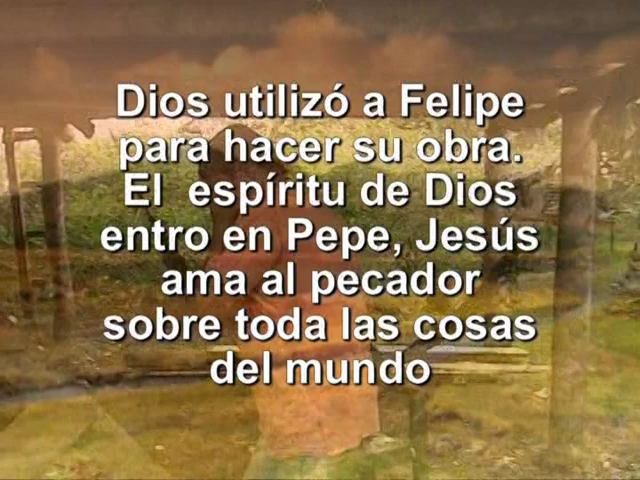 Dios utilizó a Felipe
para hacer su obra.
El espíritu de Dios
entro en Pepe, Jesús
ama al pecador
sobre toda las cosas
del mundo